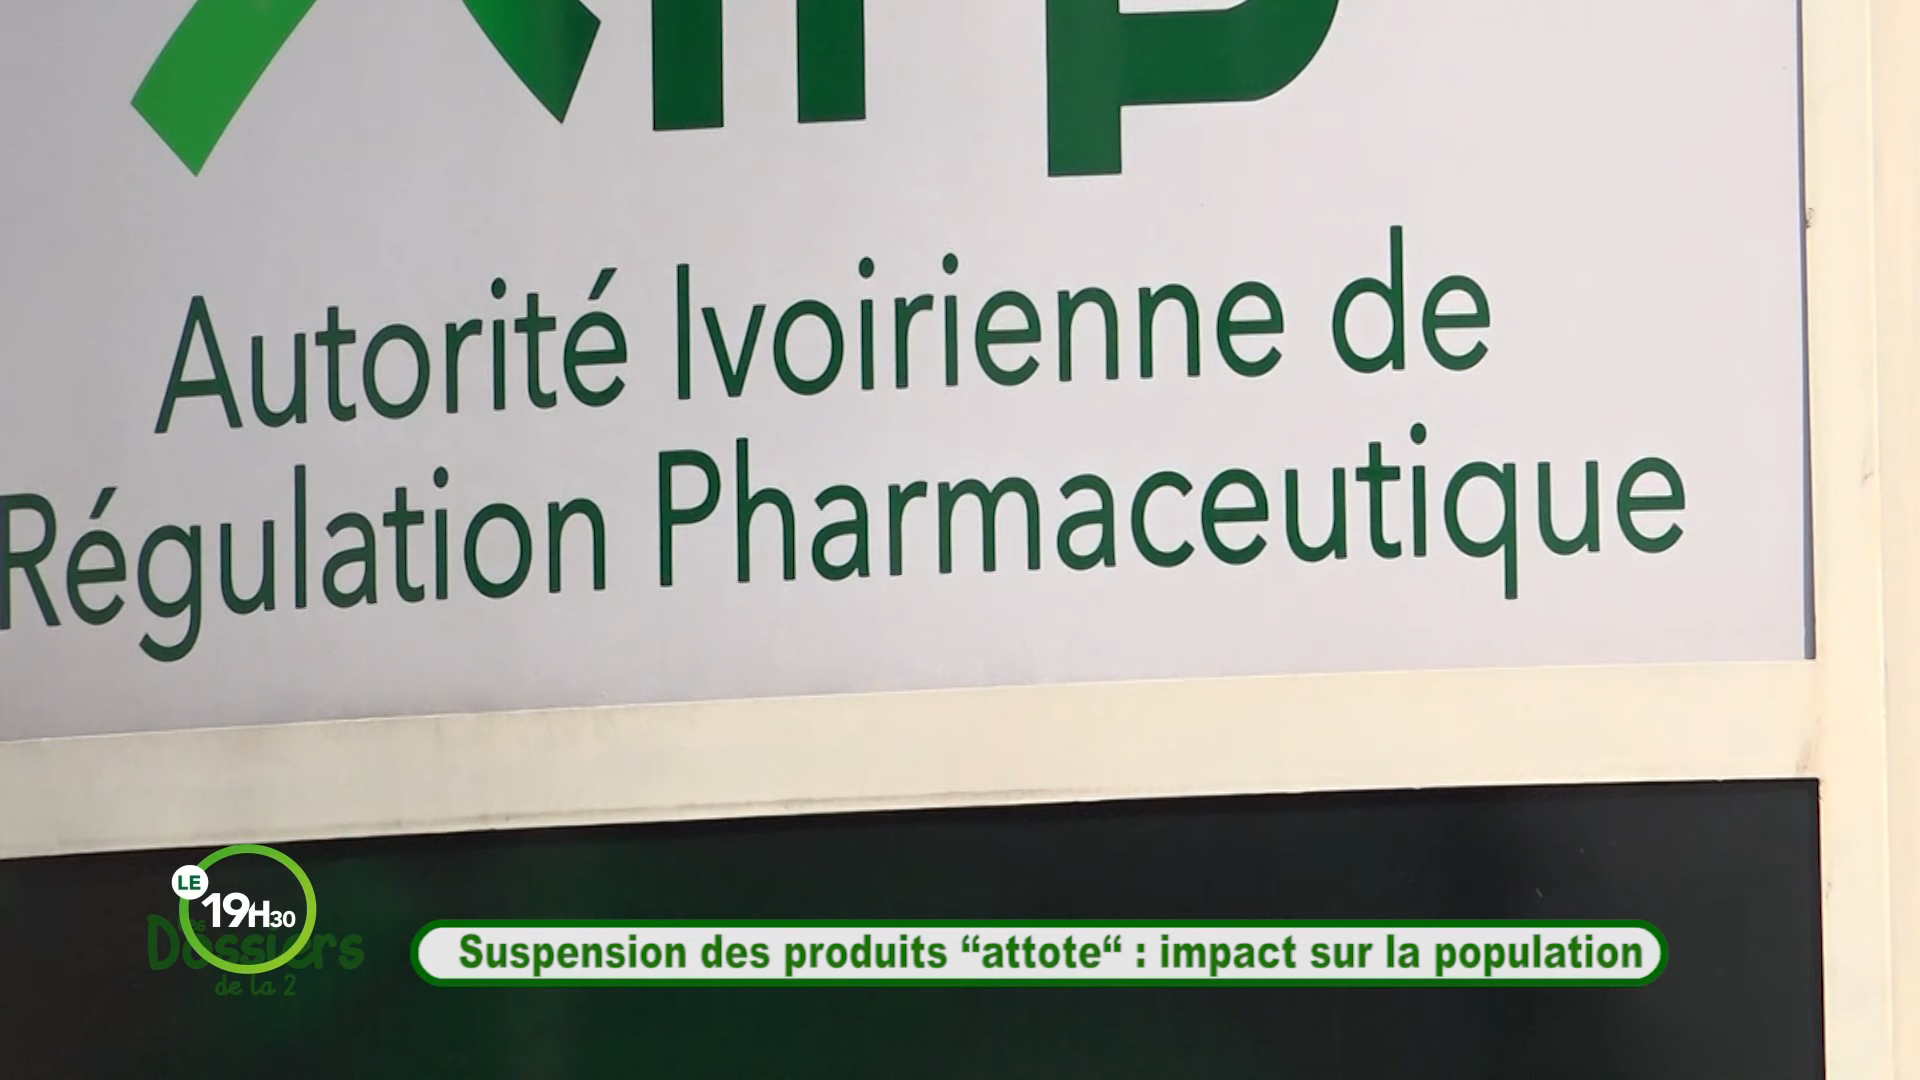 Autorité Ivoirienne de
Régulation Pharmaceutique
LE
19H30
Les
Dossiers
de la 2
Suspension des produits “attote“ : impact sur la population